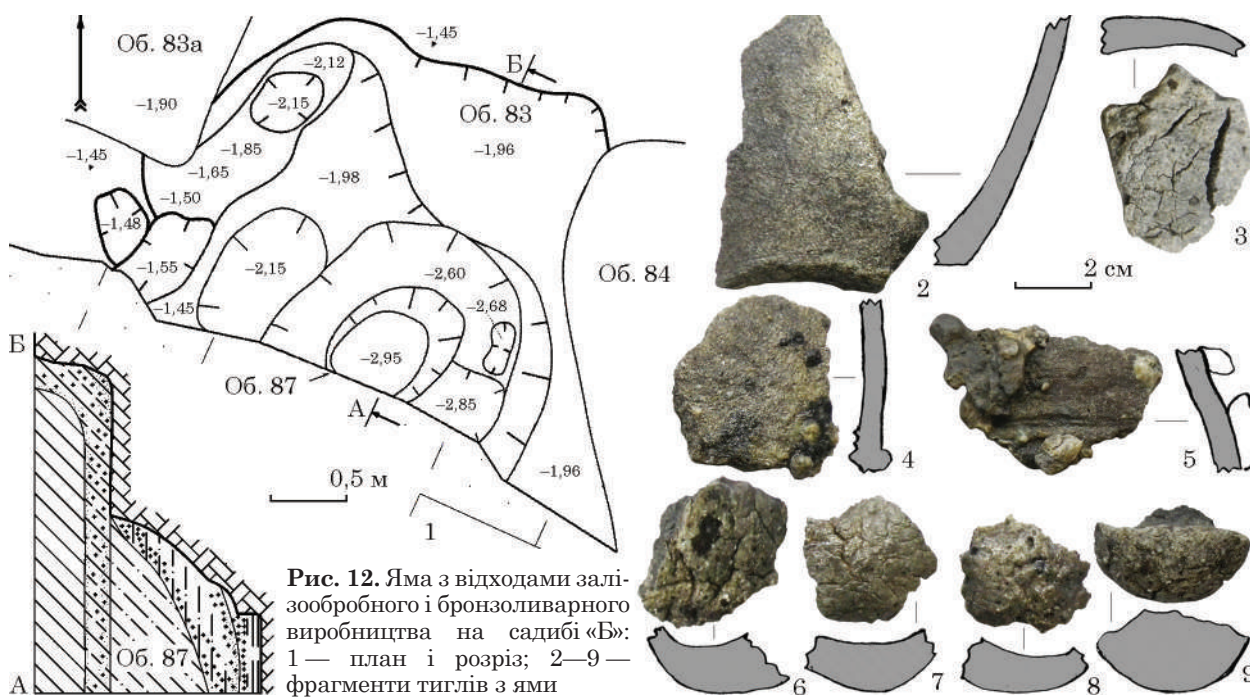 Об. 83а
−1,90
−1,45
−2,12
−2,15
−1,45
Б
Об. 83
−1,96
−1,85
−1,65
−1,50
−1,98
−1,48
−1,55
−1,45
−2,15
−2,60
−2,68
Об. 84
−2,95
−2,85
Об. 87
А
−1,96
0,5 м
1
Б
Об. 87
А
2
3
2 см
4
5
6
7
8
9
Рис. 12. Яма з відходами залі-
зообробного і бронзоливарного
виробництва на садибі «Б»:
1 — план і розріз; 2—9 —
фрагменти тиглів з ями